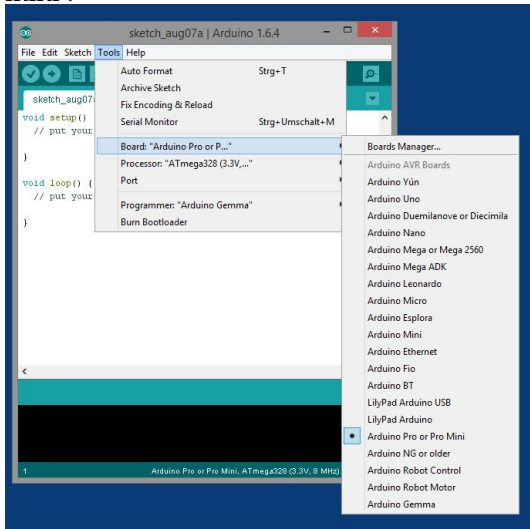 sketch_aug07a | Arduino 1.6.4
File Edit Sketch Tools Help
sketch_aug07
void setup()
// put your
}
void loop() {
// put your
}
Auto Format Strg+T
Archive Sketch
Fix Encoding & Reload
Serial Monitor Strg+Umschalt+M
Board: "Arduino Pro or P..."
Processor: "ATmega328 (3.3V,..."
Port
Programmer: "Arduino Gemma"
Burn Bootloader
Boards Manager...
Arduino AVR Boards
Arduino Yún
Arduino Uno
Arduino Duemilanove or Diecimila
Arduino Nano
Arduino Mega or Mega 2560
Arduino Mega ADK
Arduino Leonardo
Arduino Micro
Arduino Esplora
Arduino Mini
Arduino Ethernet
Arduino Fio
Arduino BT
LilyPad Arduino USB
LilyPad Arduino
Arduino Pro or Pro Mini
Arduino NG or older
Arduino Robot Control
Arduino Robot Motor
Arduino Gemma
1 Arduino Pro or Pro Mini, ATmega328 (3.3V, 8 MHz)